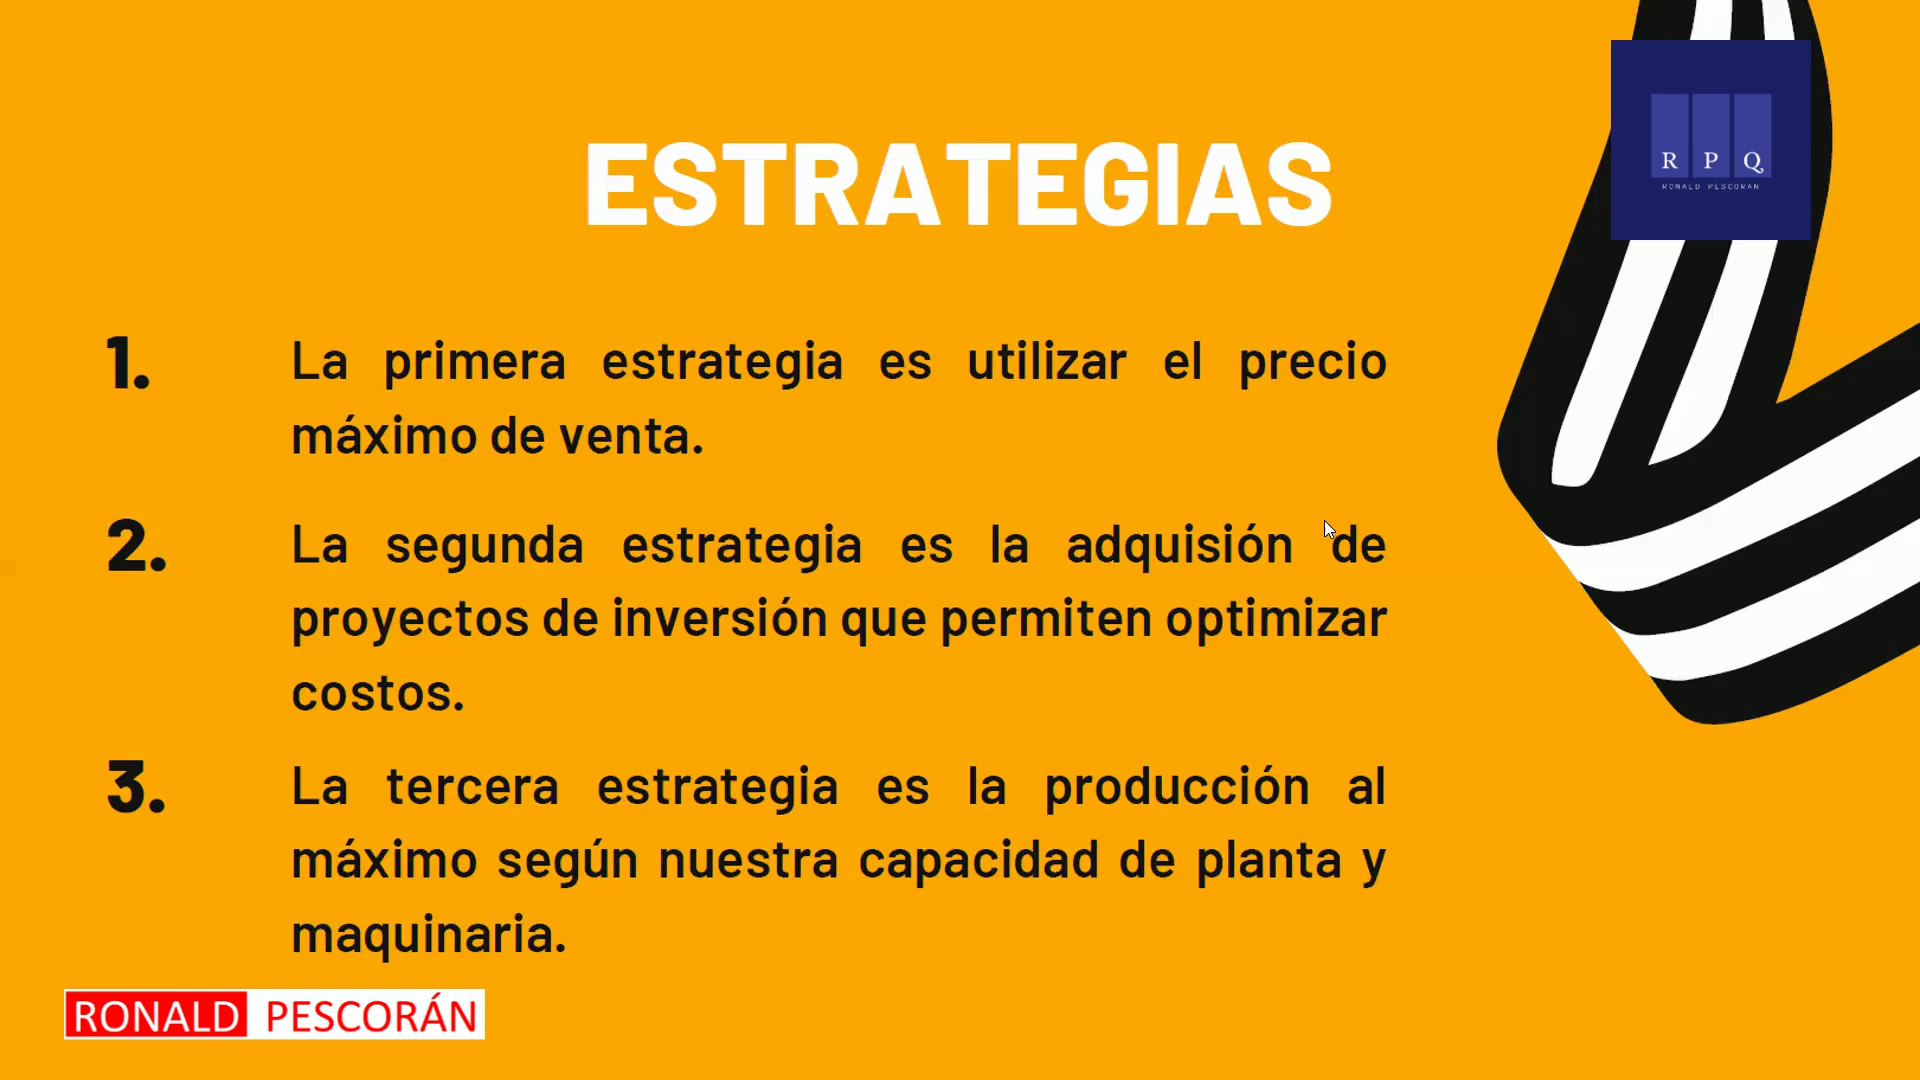 R P Q
RONALD PESCORAN
ESTRATEGIAS
1. La primera estrategia es utilizar el precio
máximo de venta.
2. La segunda estrategia es la adquisión de
proyectos de inversión que permiten optimizar
costos.
3. La tercera estrategia es la producción al
máximo según nuestra capacidad de planta y
maquinaria.
RONALD PESCORÁN